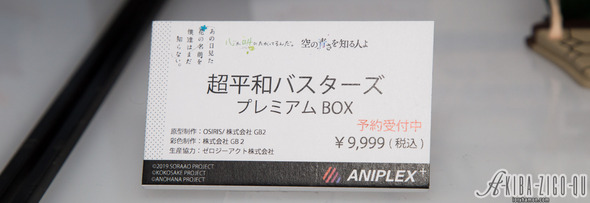 あの日見た
花の名前を
僕達はまだ
知らない。
心が叫びたがってるんだ。
空の青さを知る人よ
超平和バスターズ
プレミアム BOX
予約受付中
原型制作：OSIRIS/ 株式会社 GB2
彩色制作：株式会社 GB 2
生産協力：ゼロジーアクト株式会社
￥9,999 ( 税込 )
©2019 SORAAO PROJECT
©KOKOSAKE PROJECT
©ANOHANA PROJECT
ANIPLEX+
AKIBA-ZIGO-QU